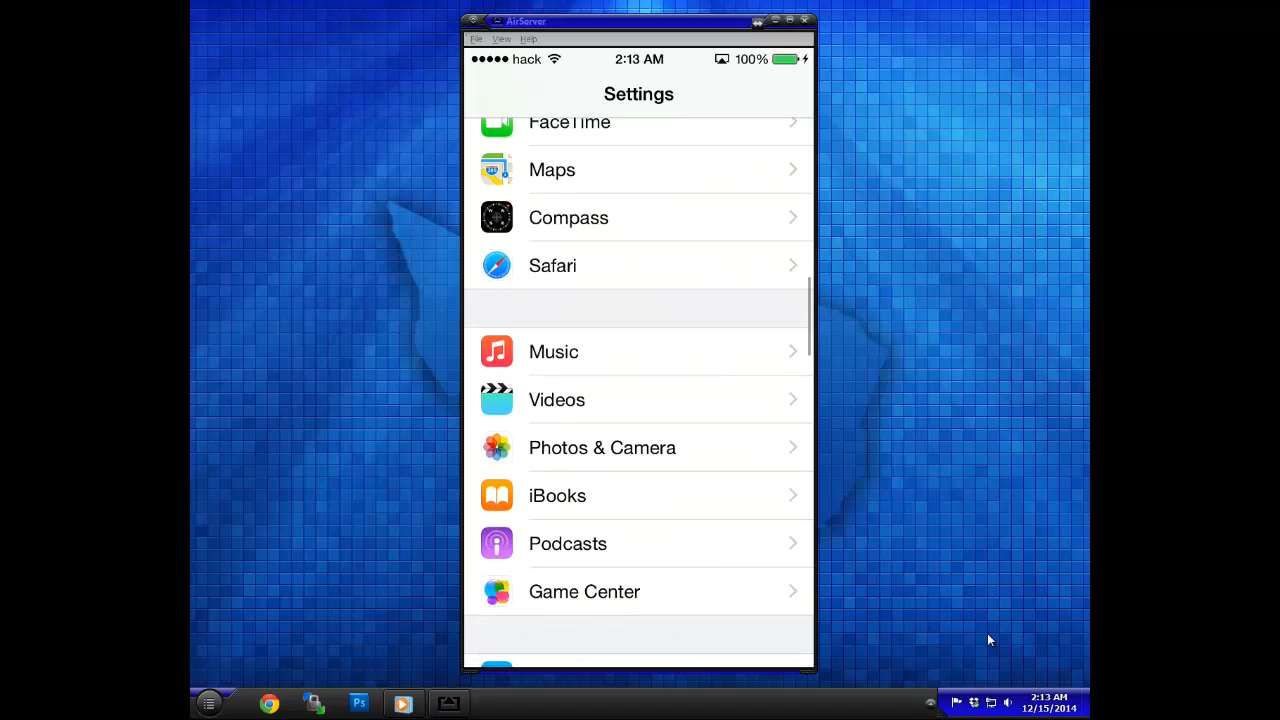 AirServer
File View Help
hack 2:13 AM 100%
Settings
FaceTime
Maps
Compass
Safari
Music
Videos
Photos & Camera
iBooks
Podcasts
Game Center
Ps
2:13 AM
12/15/2014